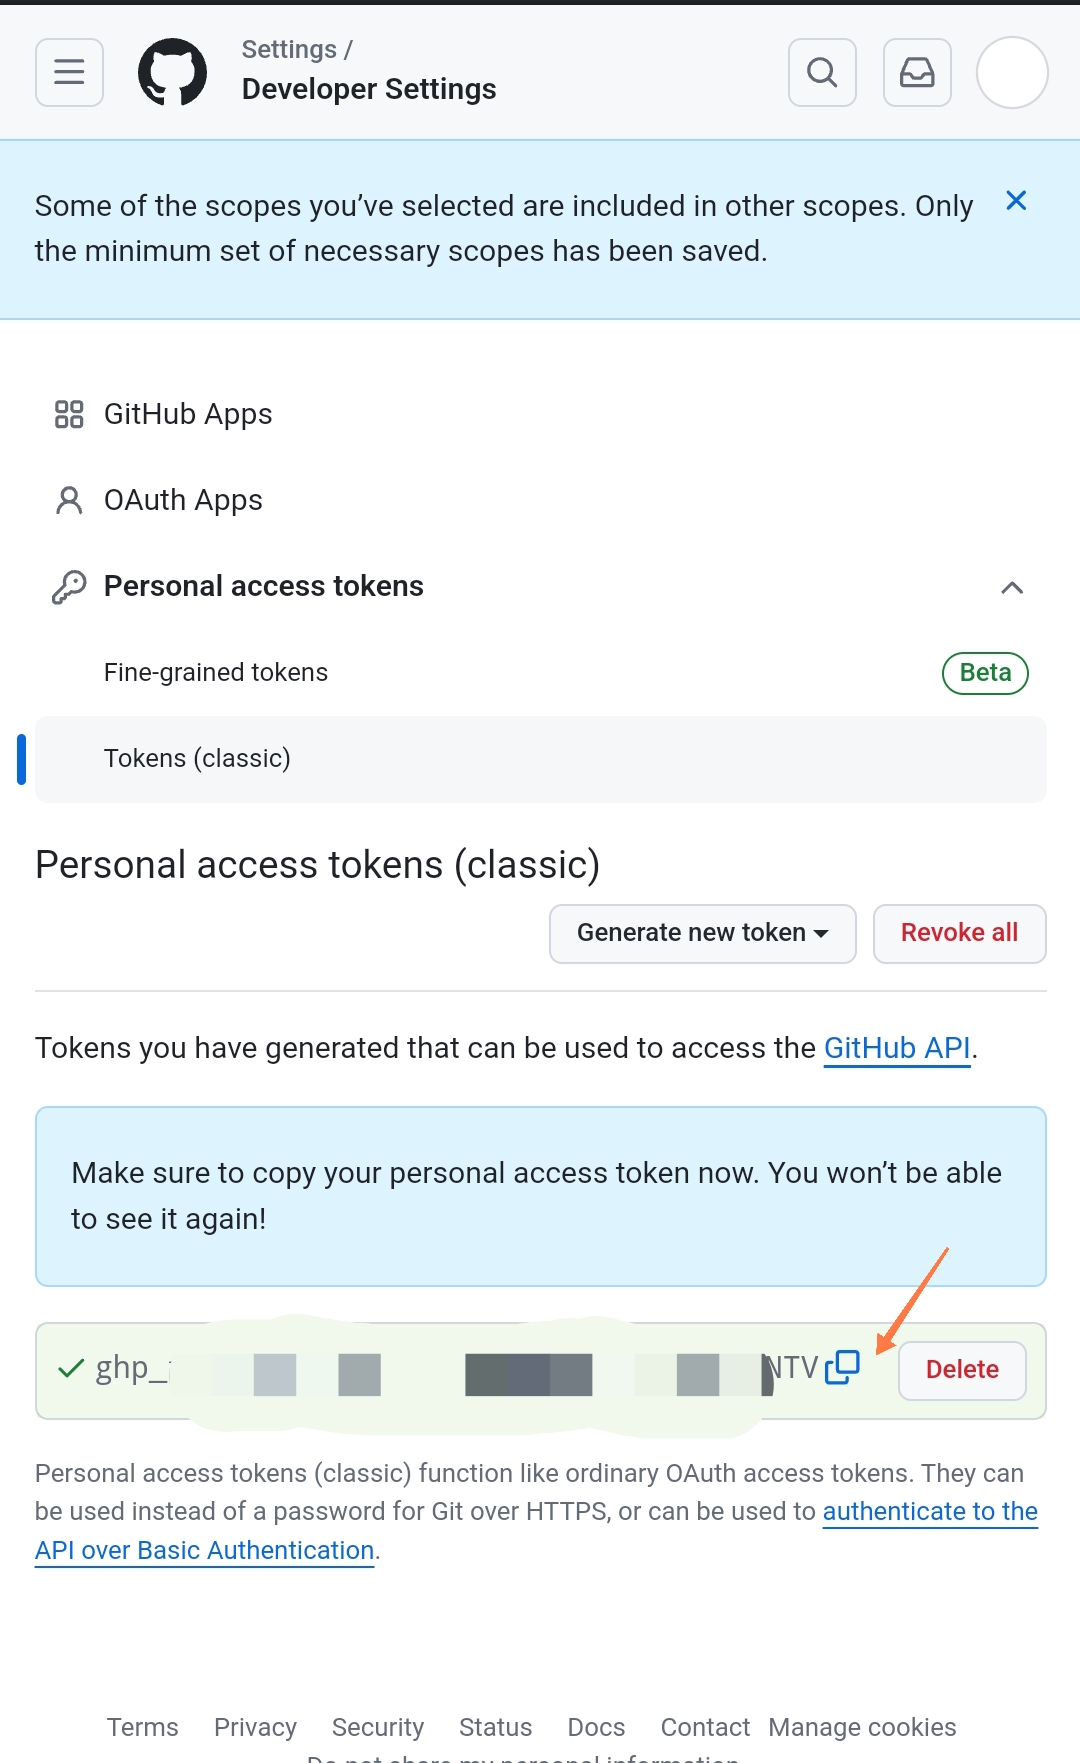 Settings /
Developer Settings
Some of the scopes you’ve selected are included in other scopes. Only
the minimum set of necessary scopes has been saved.
GitHub Apps
OAuth Apps
Personal access tokens
Fine-grained tokens
Beta
Tokens (classic)
Personal access tokens (classic)
Generate new token
Revoke all
Tokens you have generated that can be used to access the GitHub API.
Make sure to copy your personal access token now. You won’t be able
to see it again!
ghp_
NTV
Delete
Personal access tokens (classic) function like ordinary OAuth access tokens. They can
be used instead of a password for Git over HTTPS, or can be used to authenticate to the
API over Basic Authentication.
Terms Privacy Security Status Docs Contact Manage cookies
Do not share my personal information